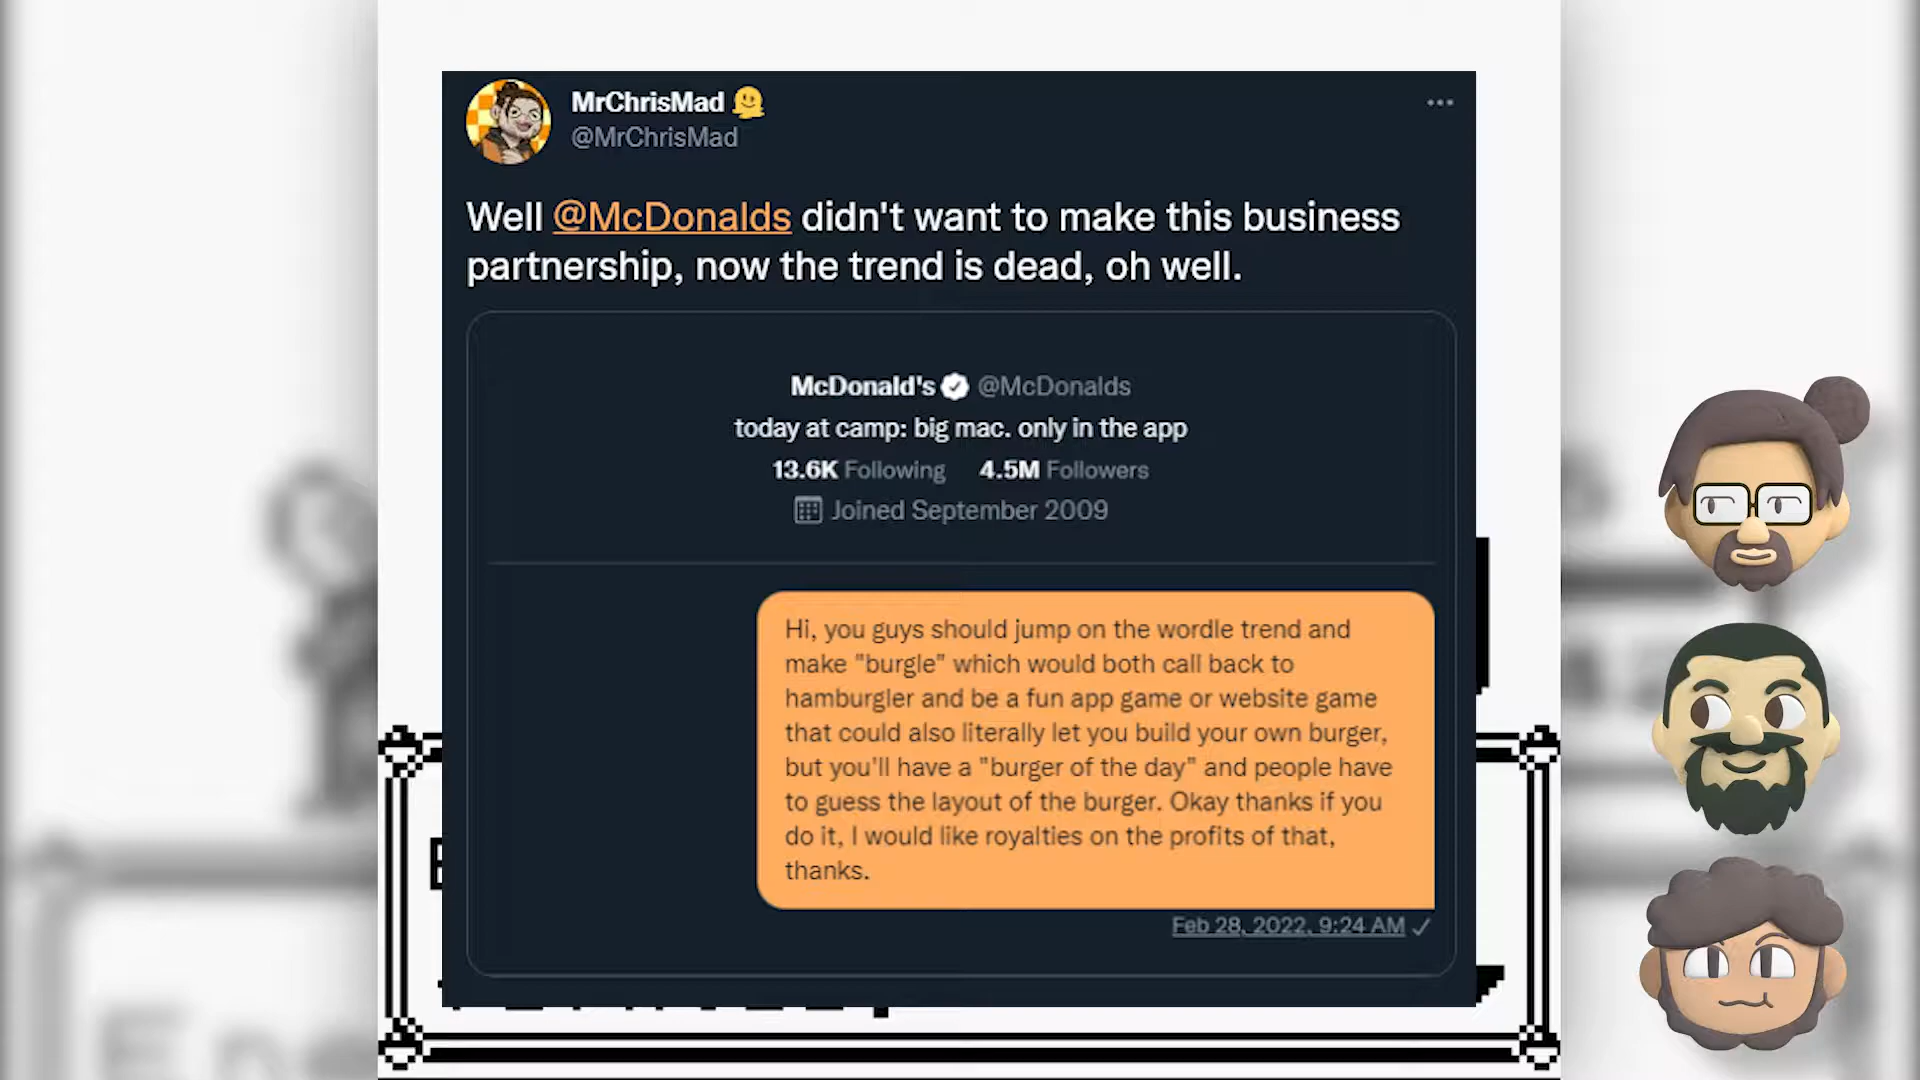 MrChrisMad
@MrChrisMad
Well @McDonalds didn't want to make this business
partnership, now the trend is dead, oh well.
McDonald's @McDonalds
today at camp: big mac. only in the app
13.6K Following 4.5M Followers
Joined September 2009
Hi, you guys should jump on the wordle trend and
make "burgle" which would both call back to
hamburgler and be a fun app game or website game
that could also literally let you build your own burger,
but you'll have a "burger of the day" and people have
to guess the layout of the burger. Okay thanks if you
do it, I would like royalties on the profits of that,
thanks.
Feb 28, 2022, 9:24 AM